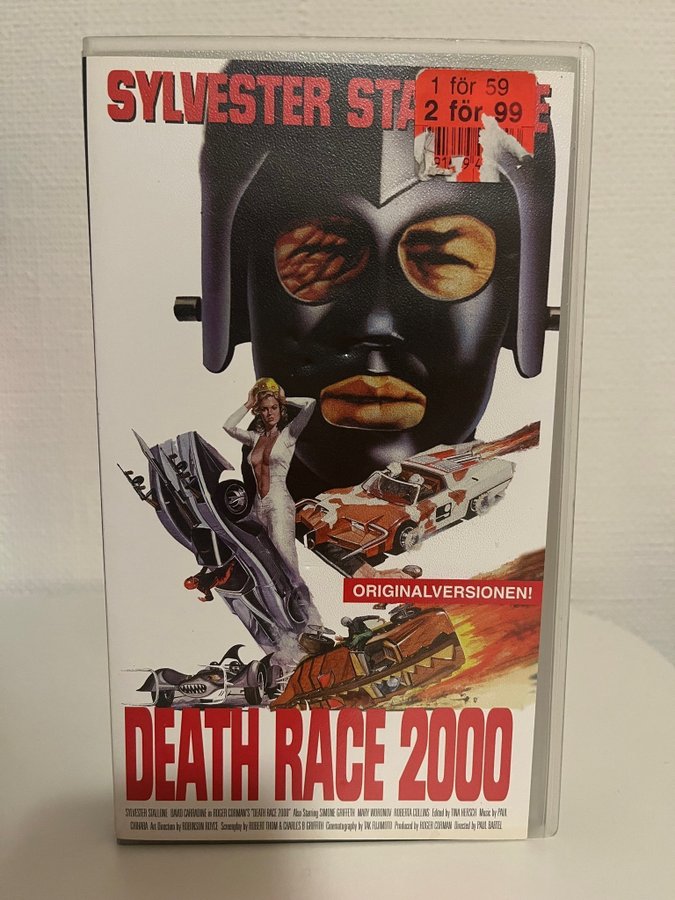 SYLVESTER STA E
1 för 59
2 för 99
ORIGINALVERSIONEN!
DEATH RACE 2000
SYLVESTER STALLONE DAVID CARRADINE in ROGER CORMAN'S "DEATH RACE 2000" Also Starring SIMONE GRIFFETH MARY WORONOV ROBERTA COLLINS Edited by TINA HERSCH Music by PAUL
CHIHARA Art Direction by ROBINSON ROYCE Screenplay by ROBERT THOM & CHARLES B GRIFFITH Cinematography by TAK FUJIMOTO Produced by ROGER CORMAN Directed by PAUL BARTEL